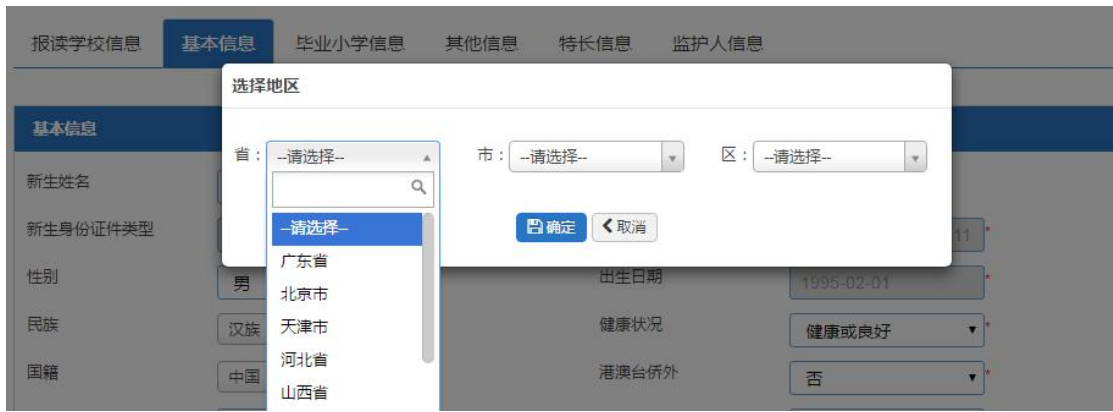 报读学校信息 基本信息 毕业小学信息 其他信息 特长信息 监护人信息
选择地区
基本信息
省： --请选择-- 市： --请选择-- 区： --请选择--
新生姓名
--请选择--
确定 取消
新生身份证件类型 11 *
广东省
性别 男 出生日期 1995-02-01 *
北京市
民族 汉族 天津市 健康状况 健康或良好 *
河北省
国籍 中国 港澳台侨外 否 *
山西省